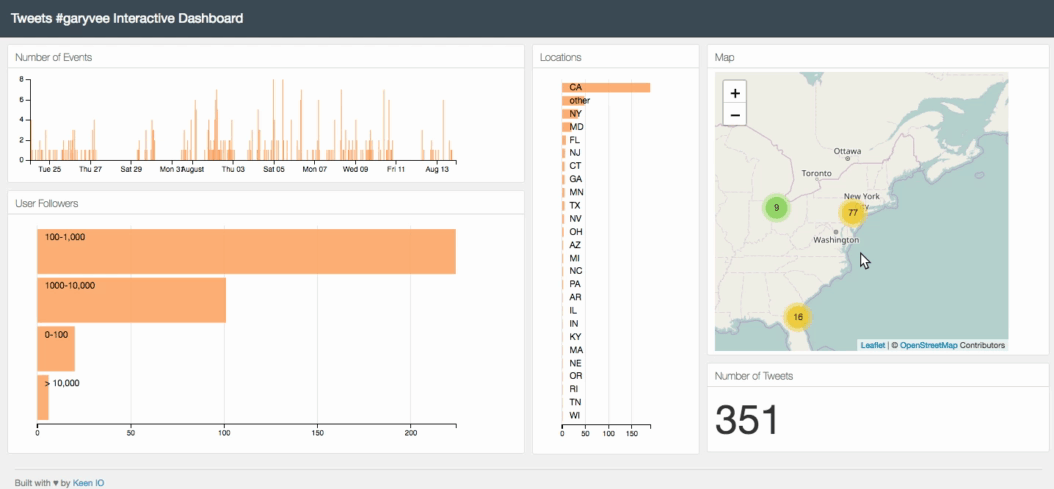 Tweets #garyvee Interactive Dashboard
Number of Events
8
6
4
2
0
Tue 25 Thu 27 Sat 29 Mon 31 August Thu 03 Sat 05 Mon 07 Wed 09 Fri 11 Aug 13
User Followers
100-1,000
1000-10,000
0-100
> 10,000
0 50 100 150 200
Locations
CA
other
NY
MD
FL
NJ
CT
GA
MN
TX
NV
OH
AZ
MI
NC
PA
AR
IL
IN
KY
MA
NE
OR
RI
TN
WI
0 50 100 150
Map
+
−
Ottawa
Toronto
New York
9
77
Washington
16
Leaflet | © OpenStreetMap Contributors
Number of Tweets
351
Built with ♥ by Keen IO